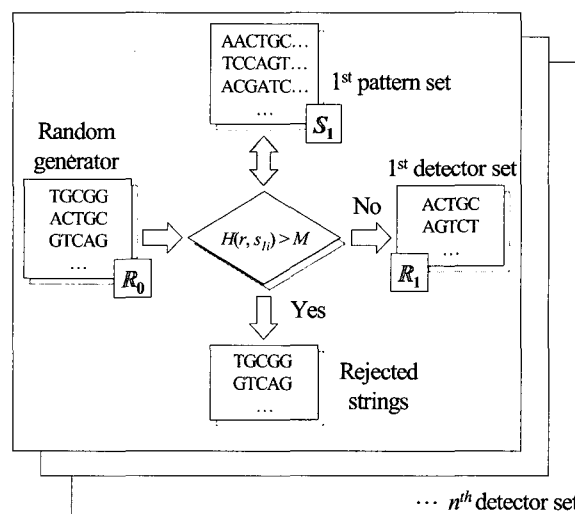 AACTGC…
TCCAGT…
ACGATC…
…
1st pattern set
S1
Random
generator
TGCGG
ACTGC
GTCAG
…
R0
H(r, s1i) > M
No
1st detector set
ACTGC
AGTCT
…
R1
Yes
TGCGG
GTCAG
…
Rejected
strings
… nth detector set